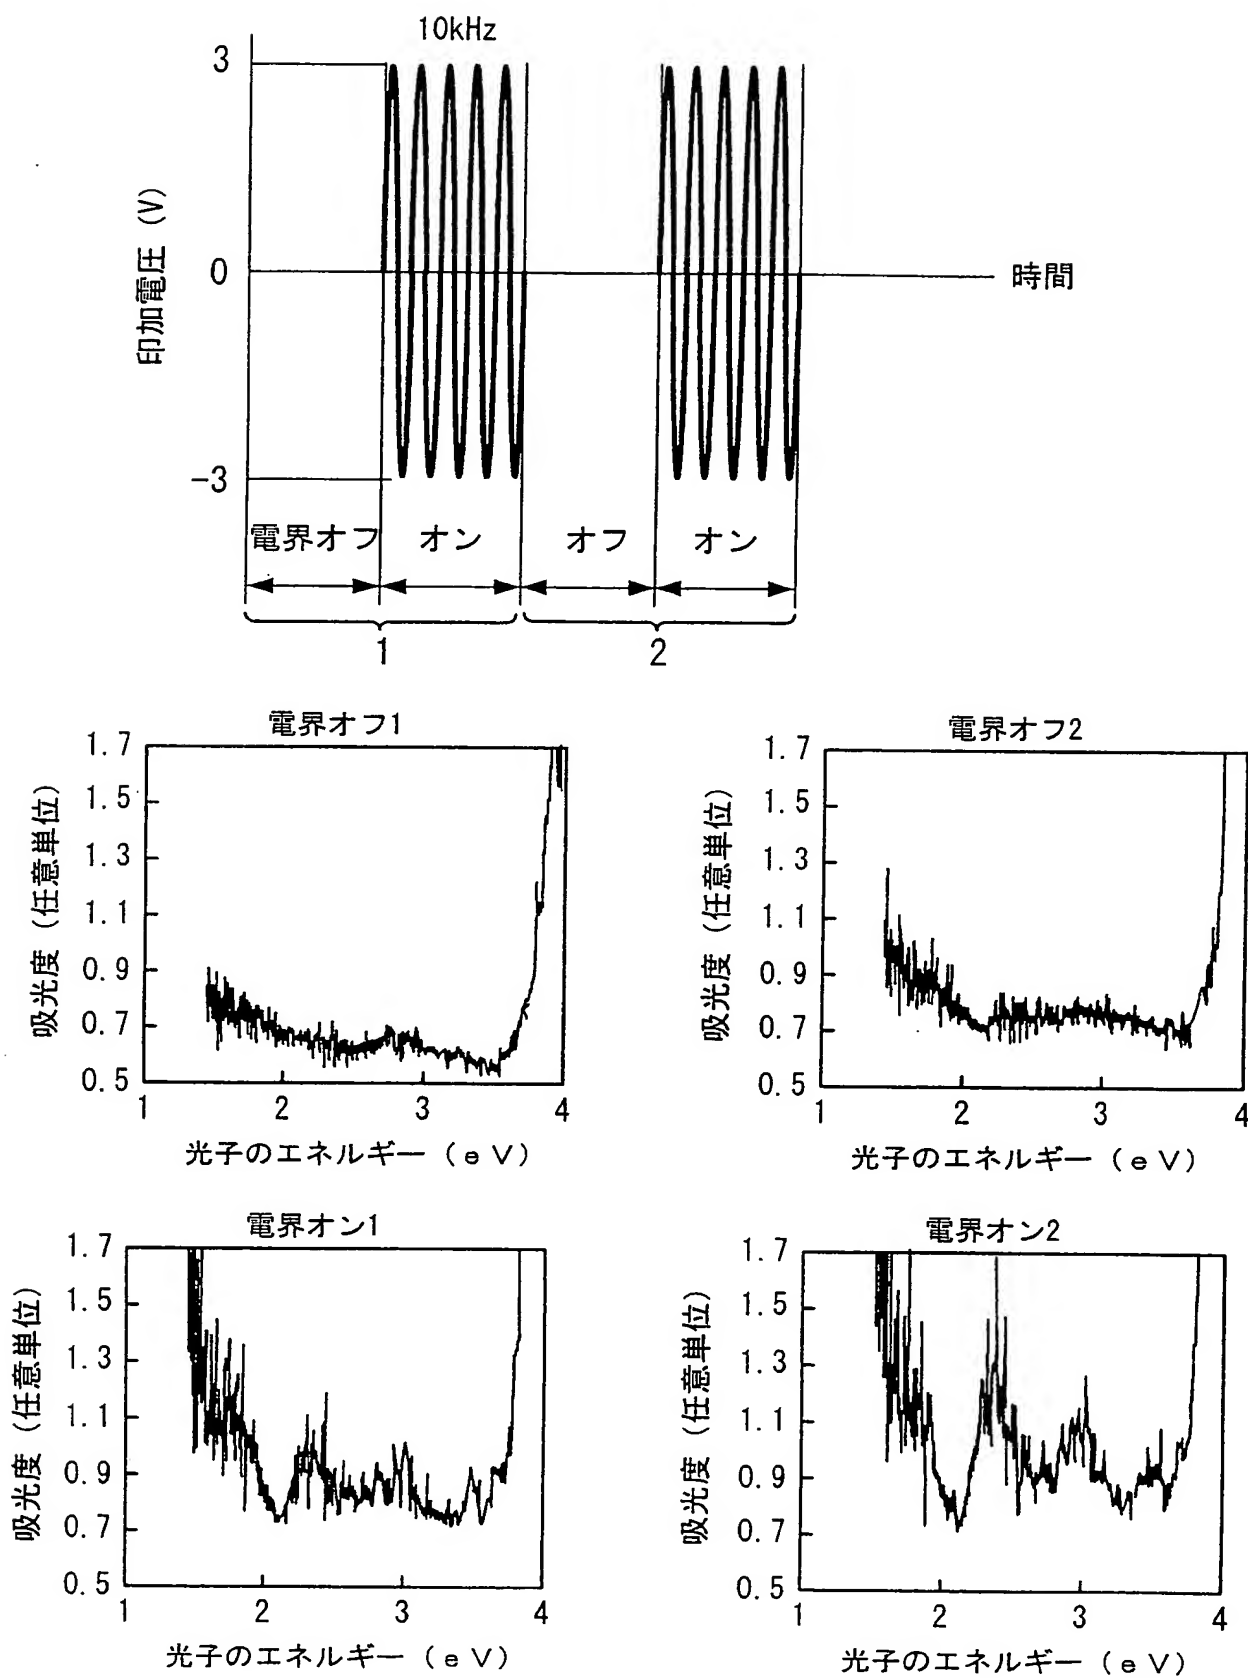 10kHz
3
0
-3
印加電圧 (V)
時間
電界オフ オン オフ オン
1 2
電界オフ1
1.7
1.5
1.3
1.1
0.9
0.7
0.5
吸光度 (任意単位)
1 2 3 4
光子のエネルギー (eV)
電界オフ2
1.7
1.5
1.3
1.1
0.9
0.7
0.5
吸光度 (任意単位)
1 2 3 4
光子のエネルギー (eV)
電界オン1
1.7
1.5
1.3
1.1
0.9
0.7
0.5
吸光度 (任意単位)
1 2 3 4
光子のエネルギー (eV)
電界オン2
1.7
1.5
1.3
1.1
0.9
0.7
0.5
吸光度 (任意単位)
1 2 3 4
光子のエネルギー (eV)